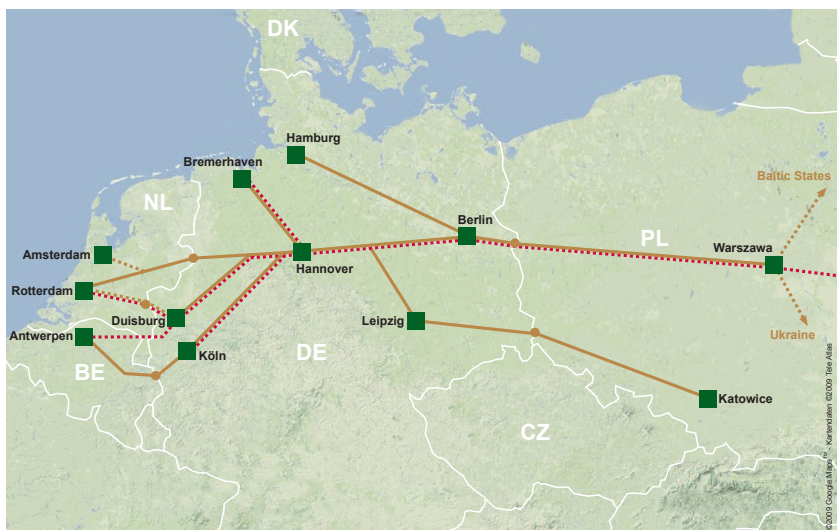 DK
Hamburg
Bremerhaven
Baltic States
NL
Berlin
PL
Amsterdam
Warszawa
Hannover
Rotterdam
Duisburg
Leipzig
Antwerpen
Ukraine
Köln
DE
BE
Katowice
CZ
2009 Google Maps™ - Kartendaten ©2009 Tele Atlas